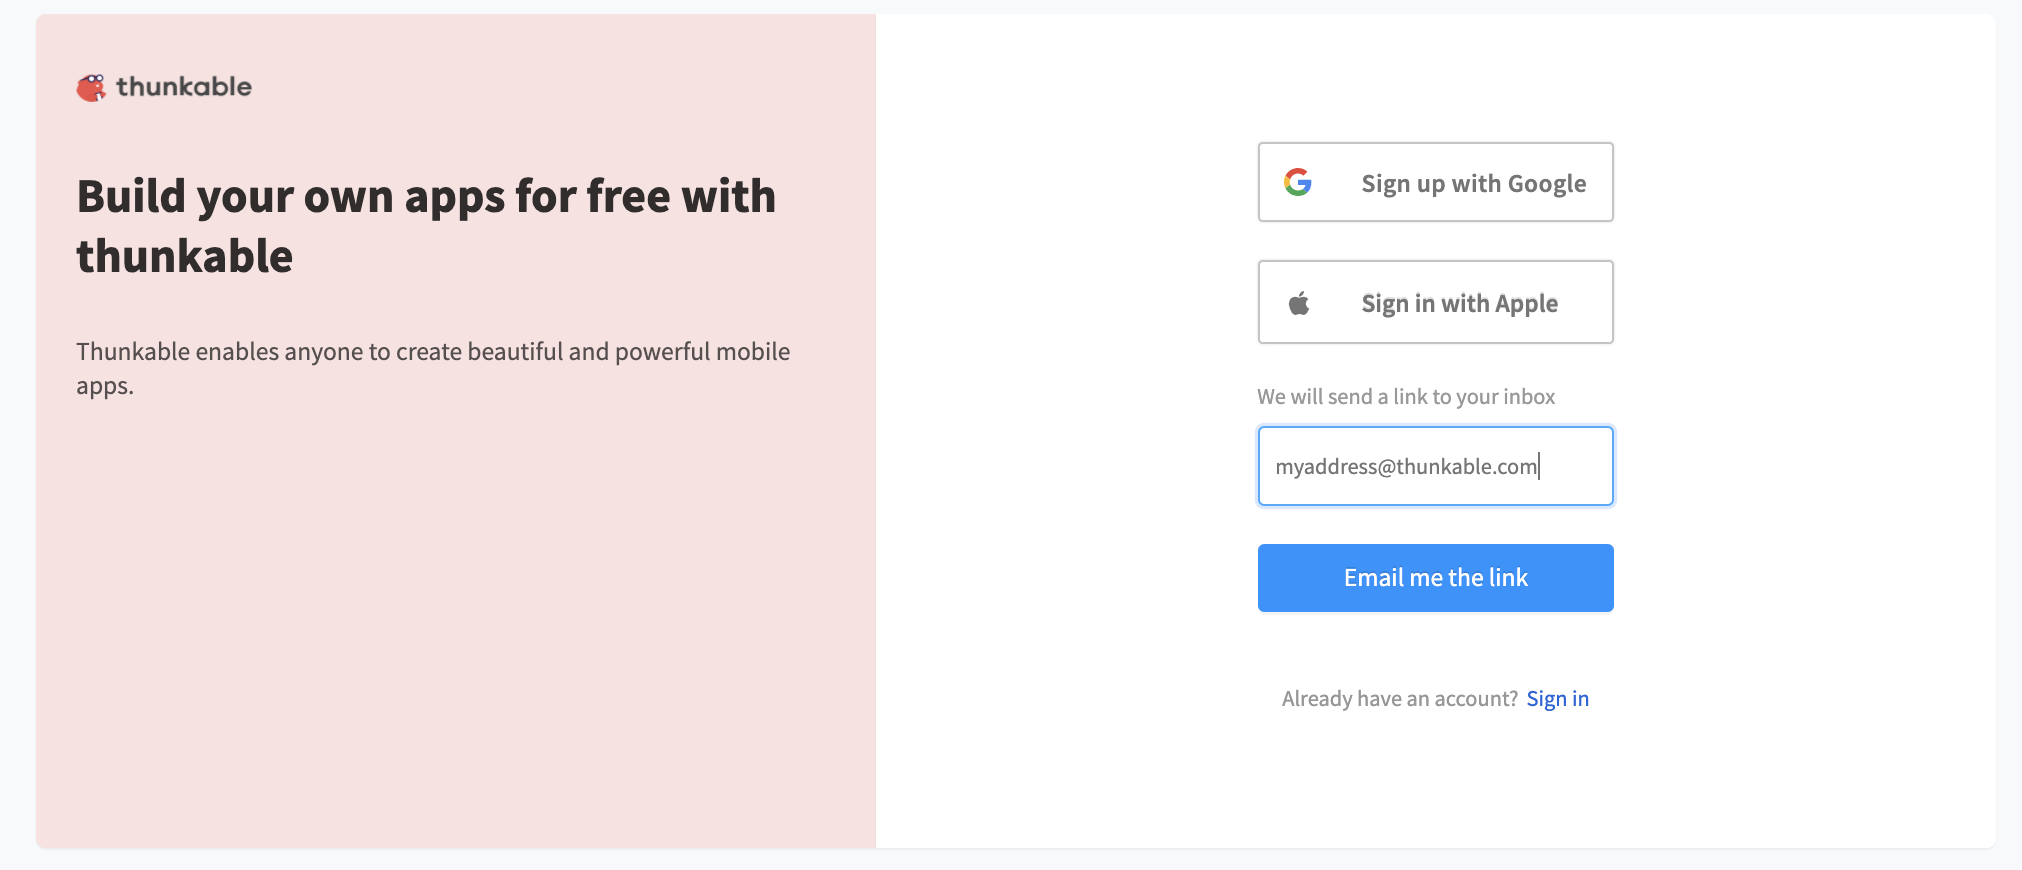 thunkable
Build your own apps for free with
thunkable
Thunkable enables anyone to create beautiful and powerful mobile
apps.
Sign up with Google
Sign in with Apple
We will send a link to your inbox
myaddress@thunkable.com
Email me the link
Already have an account? Sign in